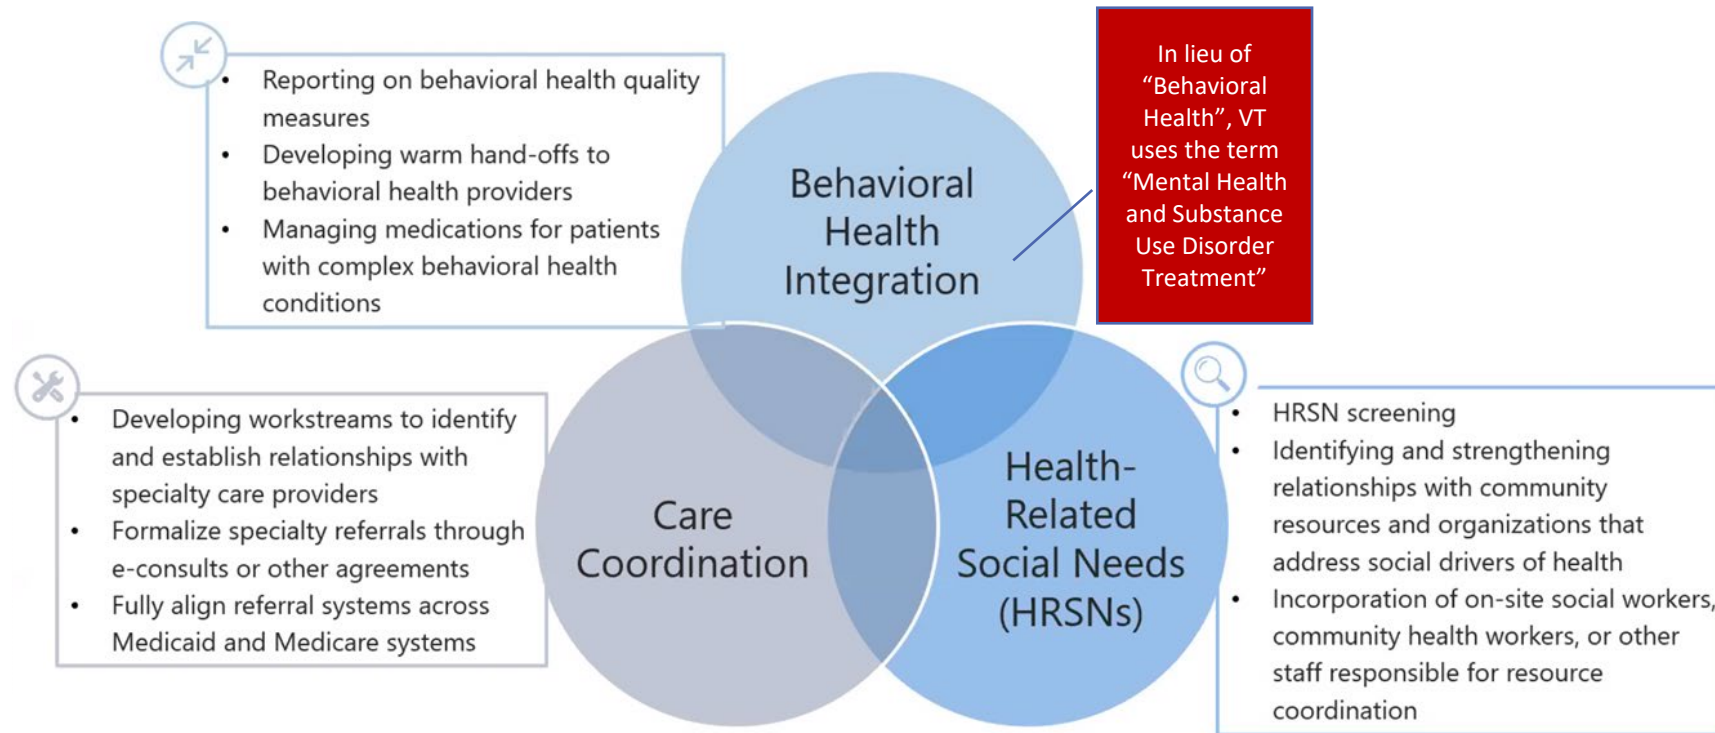 • Reporting on behavioral health quality
measures
• Developing warm hand-offs to
behavioral health providers
• Managing medications for patients
with complex behavioral health
conditions
Behavioral
Health
Integration
In lieu of
“Behavioral
Health”, VT
uses the term
“Mental Health
and Substance
Use Disorder
Treatment”
• Developing workstreams to identify
and establish relationships with
specialty care providers
• Formalize specialty referrals through
e-consults or other agreements
• Fully align referral systems across
Medicaid and Medicare systems
Care
Coordination
Health-
Related
Social Needs
(HRSNs)
• HRSN screening
• Identifying and strengthening
relationships with community
resources and organizations that
address social drivers of health
• Incorporation of on-site social workers,
community health workers, or other
staff responsible for resource
coordination